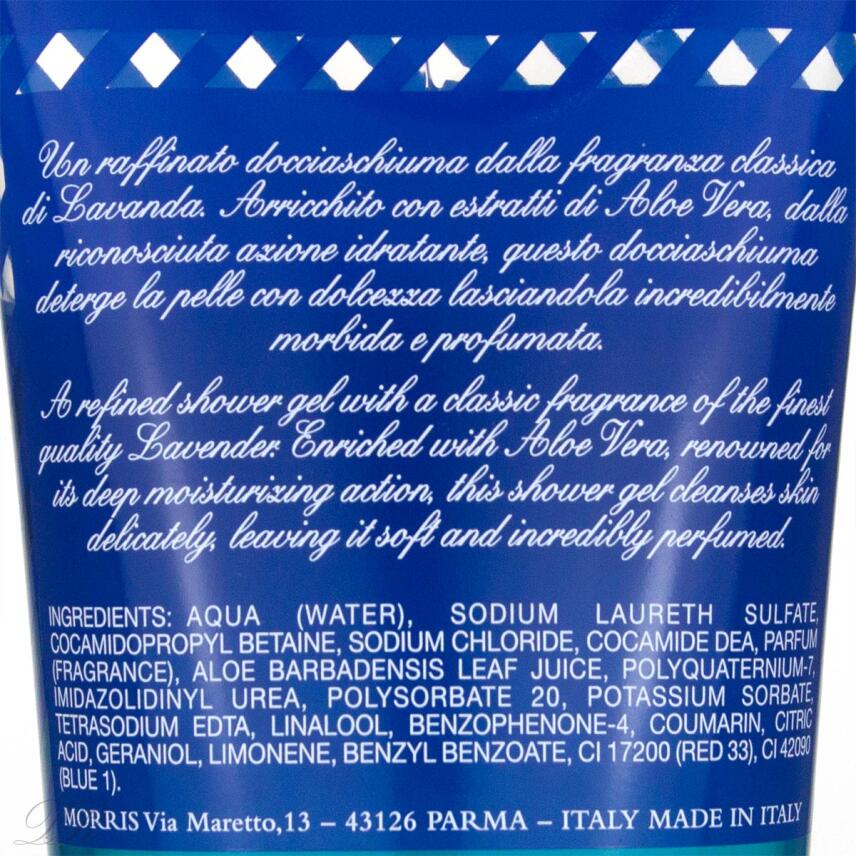 Un raffinato docciaschiuma dalla fragranza classica
di Lavanda. Arricchito con estratti di Aloe Vera, dalla
riconosciuta azione idratante, questo docciaschiuma
deterge la pelle con dolcezza lasciandola incredibilmente
morbida e profumata.
A refined shower gel with a classic fragrance of the finest
quality Lavender. Enriched with Aloe Vera, renowned for
its deep moisturizing action, this shower gel cleanses skin
delicately, leaving it soft and incredibly perfumed.
INGREDIENTS: AQUA (WATER), SODIUM LAURETH SULFATE,
COCAMIDOPROPYL BETAINE, SODIUM CHLORIDE, COCAMIDE DEA, PARFUM
(FRAGRANCE), ALOE BARBADENSIS LEAF JUICE, POLYQUATERNIUM-7,
IMIDAZOLIDINYL UREA, POLYSORBATE 20, POTASSIUM SORBATE,
TETRASODIUM EDTA, LINALOOL, BENZOPHENONE-4, COUMARIN, CITRIC
ACID, GERANIOL, LIMONENE, BENZYL BENZOATE, CI 17200 (RED 33), CI 42090
(BLUE 1).
MORRIS Via Maretto,13 – 43126 PARMA – ITALY MADE IN ITALY